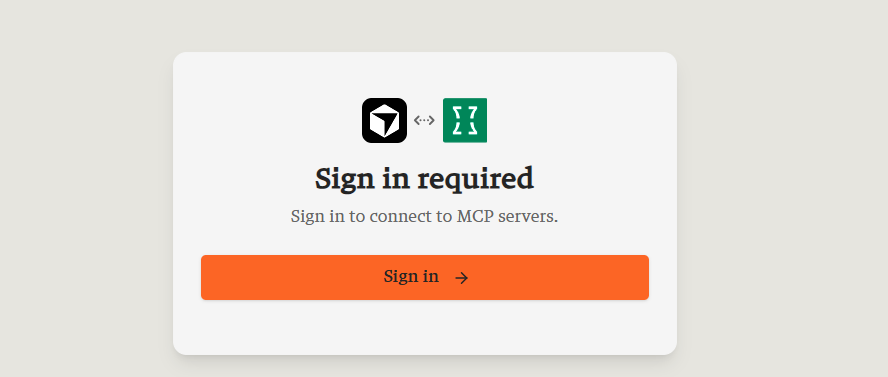 Sign in required
Sign in to connect to MCP servers.
Sign in